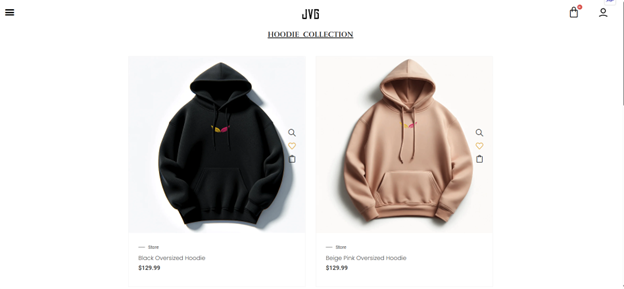 JVG
HOODIE COLLECTION
Store
Black Oversized Hoodie
$129.99
Store
Beige Pink Oversized Hoodie
$129.99